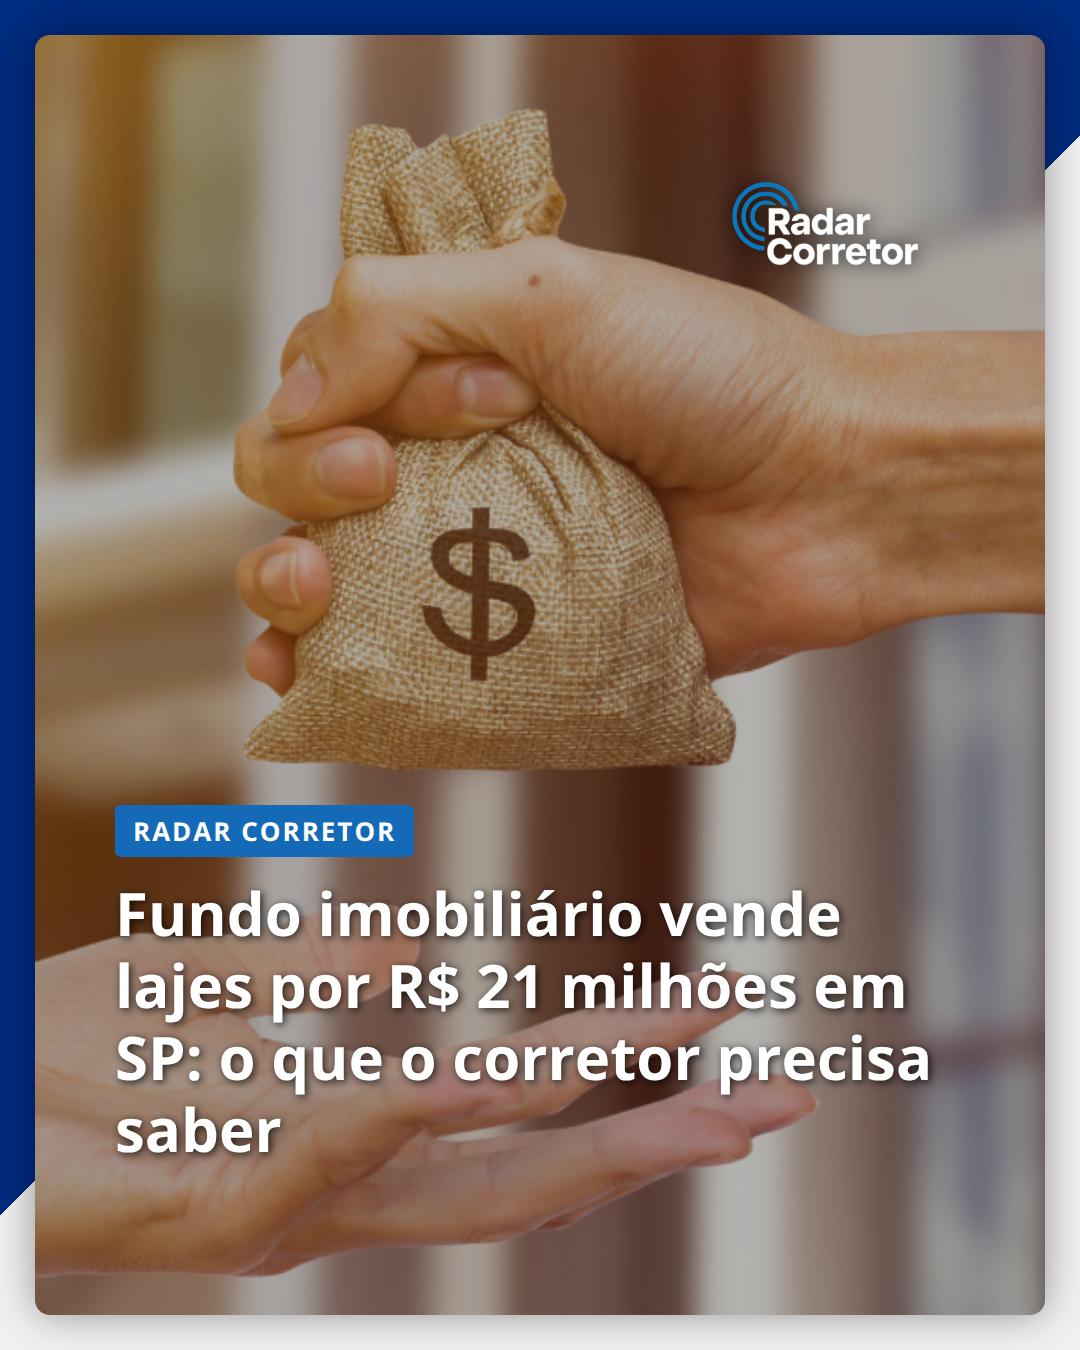 Radar
Corretor
$
RADAR CORRETOR
Fundo imobiliário vende
lajes por R$ 21 milhões em
SP: o que o corretor precisa
saber